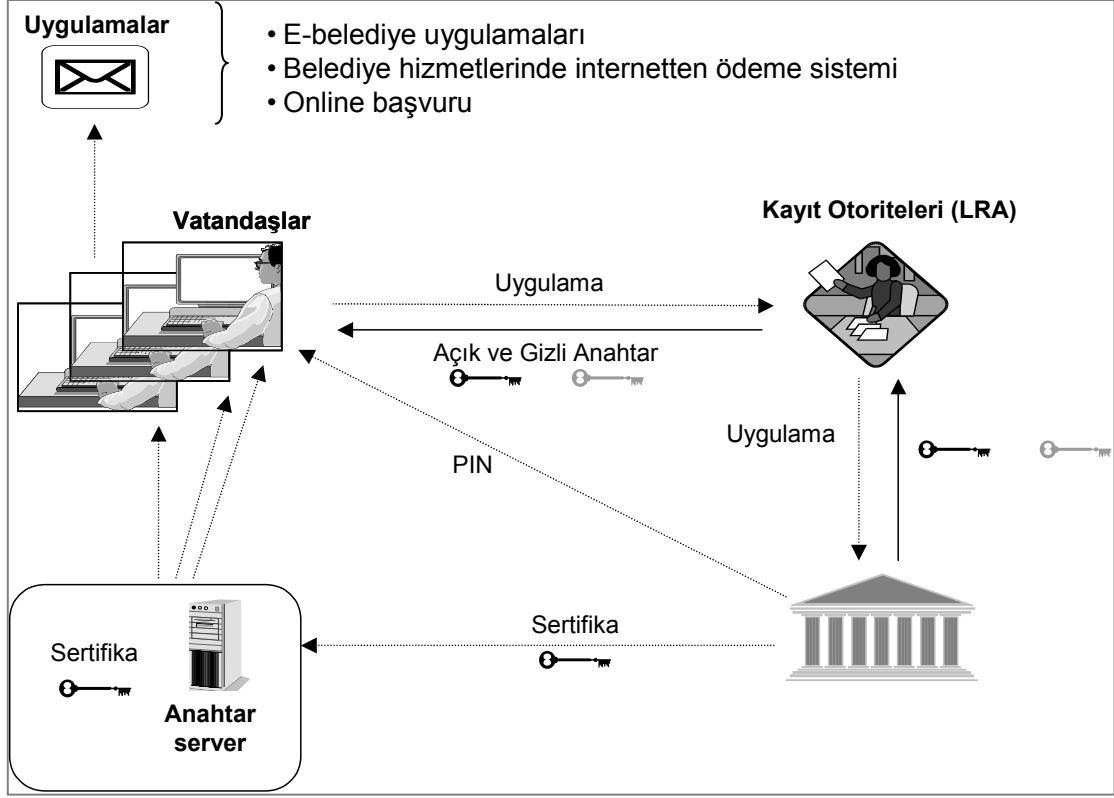 Uygulamalar
• E-belediye uygulamaları
• Belediye hizmetlerinde internetten ödeme sistemi
• Online başvuru
Vatandaşlar
Kayıt Otoriteleri (LRA)
Uygulama
Açık ve Gizli Anahtar
Uygulama
PIN
Sertifika
Sertifika
Anahtar
server